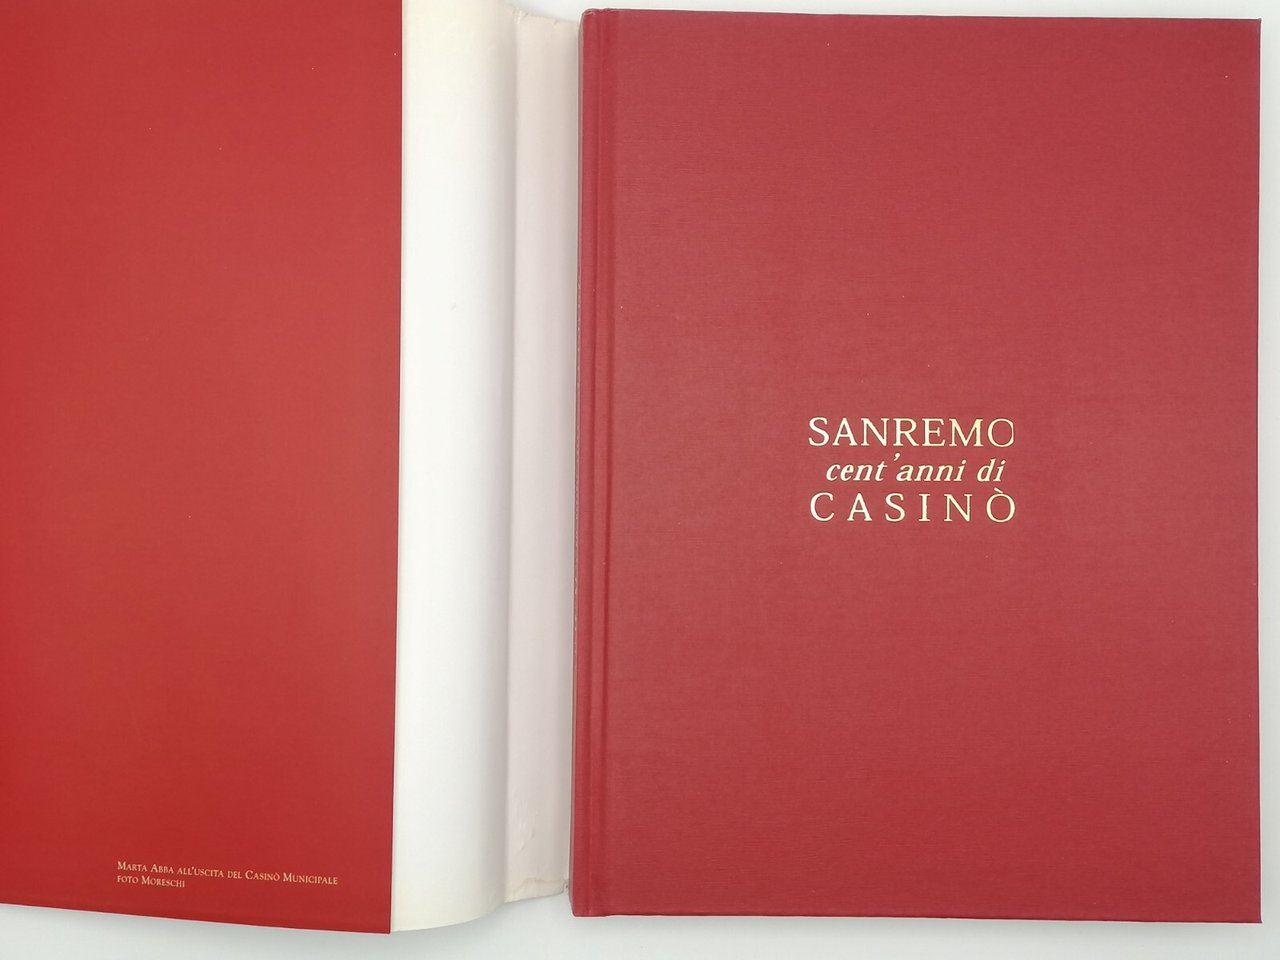 SANREMO
cent'anni di
CASINÒ
MARTA ABBA ALL'USCITA DEL CASINÒ MUNICIPALE
FOTO MORESCHI